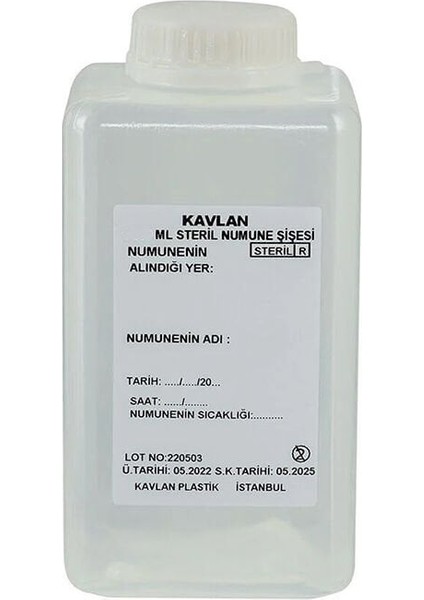 KAVLAN
ML STERİL NUMUNE ŞİŞESİ
NUMUNENİN STERİL R
ALINDIĞI YER:
NUMUNENİN ADI :
TARİH: ...../...../20...
SAAT: ....../........
NUMUNENİN SICAKLIĞI:..........
LOT NO:220503
Ü.TARİHİ: 05.2022 S.K.TARİHİ: 05.2025
KAVLAN PLASTİK İSTANBUL